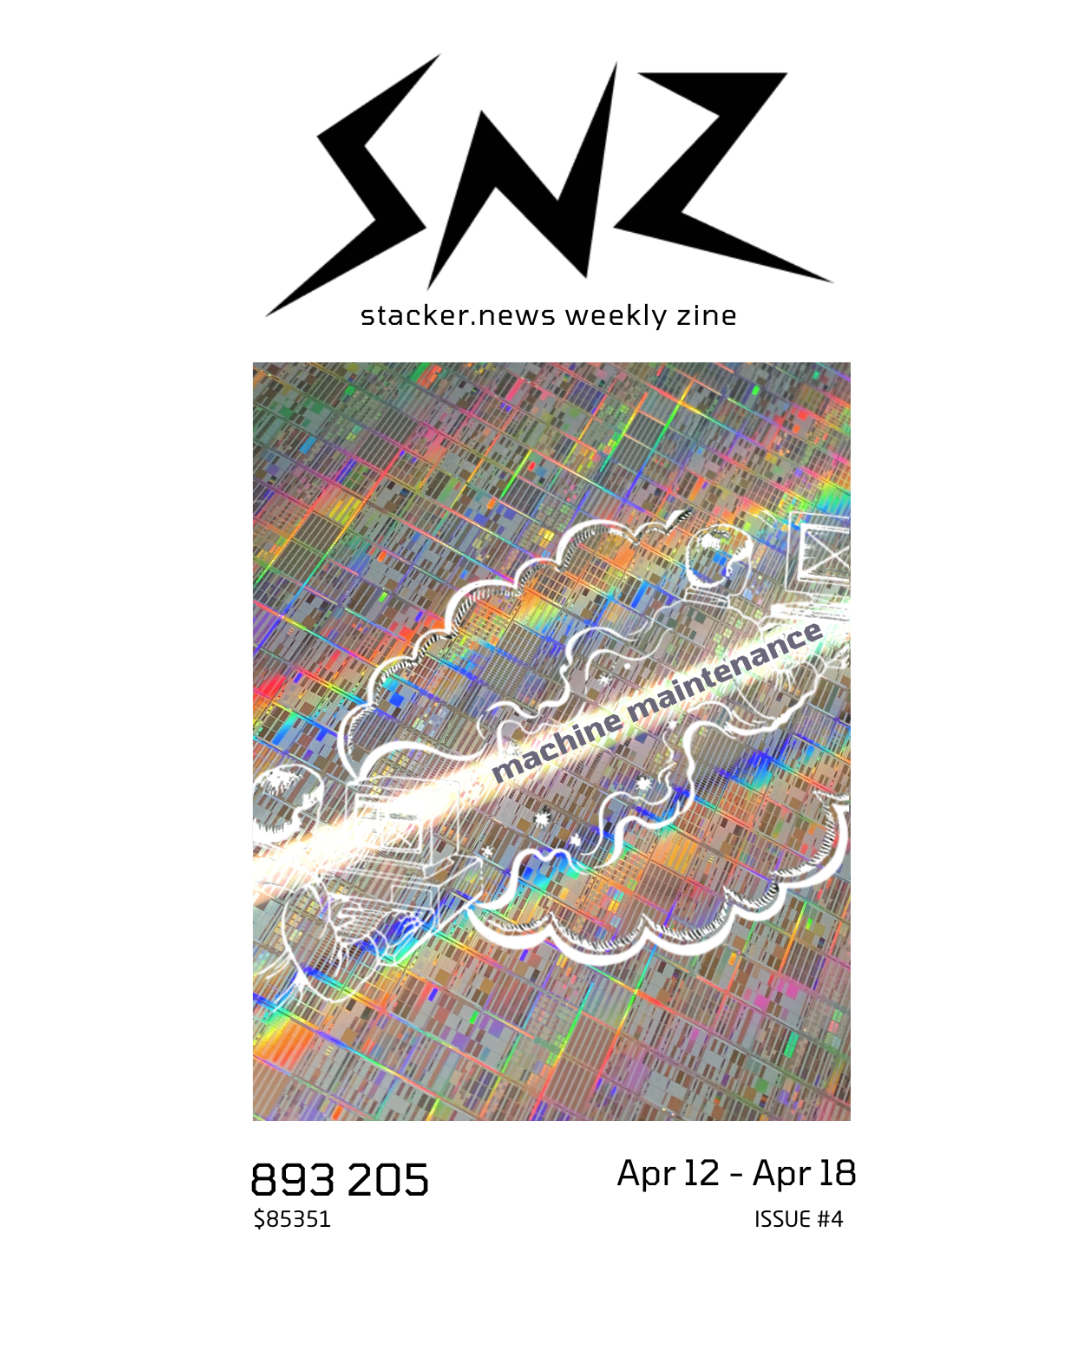 SNZ
stacker.news weekly zine
machine maintenance
893 205
Apr 12 - Apr 18
$85351
ISSUE #4